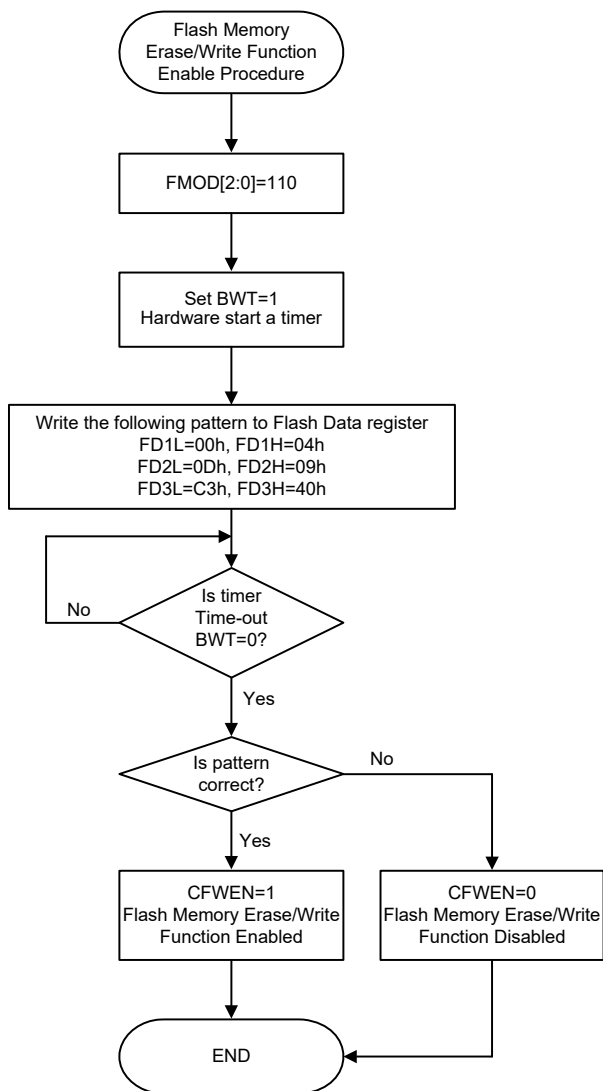 Flash Memory
Erase/Write Function
Enable Procedure
FMOD[2:0]=110
Set BWT=1
Hardware start a timer
Write the following pattern to Flash Data register
FD1L=00h, FD1H=04h
FD2L=0Dh, FD2H=09h
FD3L=C3h, FD3H=40h
Is timer
Time-out
BWT=0?
No
Yes
Is pattern
correct?
No
Yes
CFWEN=1
Flash Memory Erase/Write
Function Enabled
CFWEN=0
Flash Memory Erase/Write
Function Disabled
END